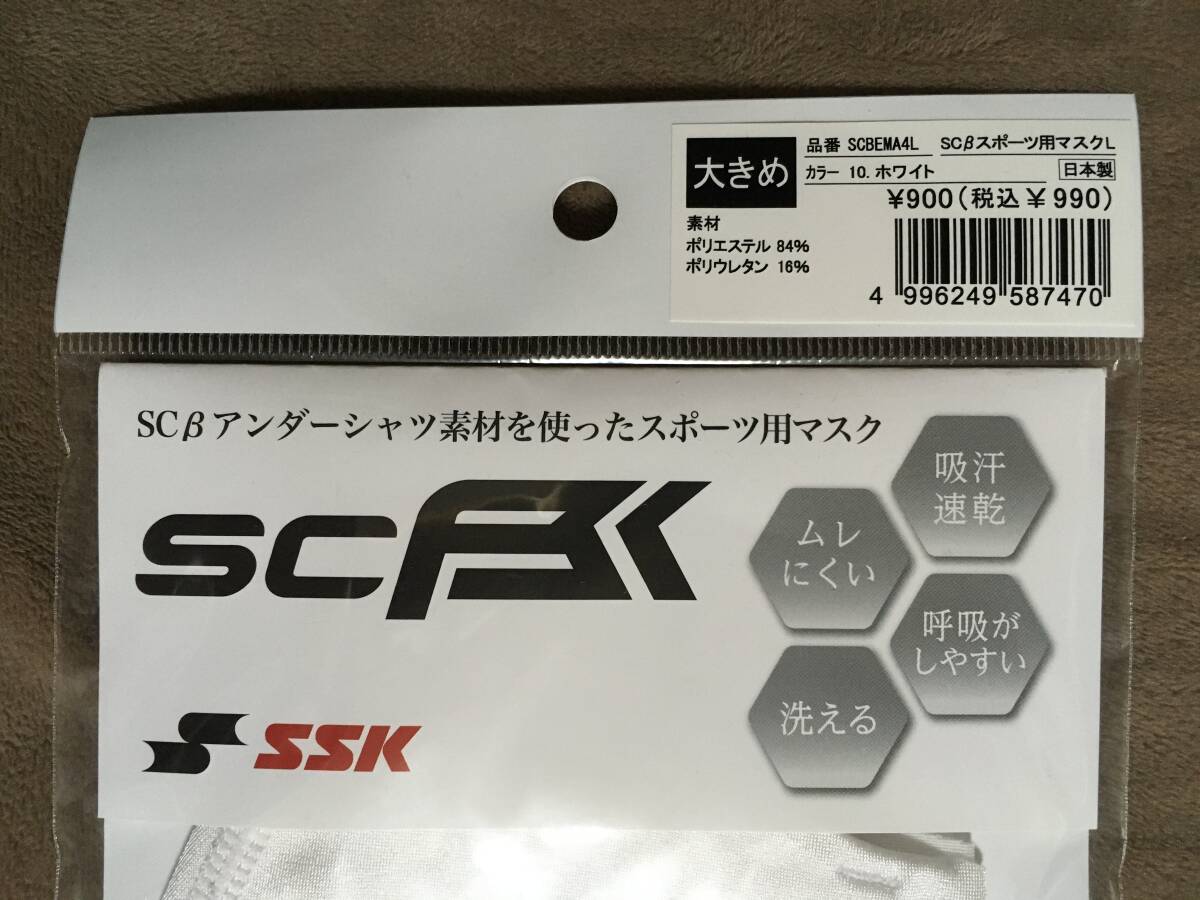 大きめ
品番 SCBEMA4L SCβスポーツ用マスクL
カラー 10. ホワイト 日本製
¥900(税込¥990)
素材
ポリエステル 84%
ポリウレタン 16%
4 996249 587470
SCβアンダーシャツ素材を使ったスポーツ用マスク
SCβK
吸汗
速乾
ムレ
にくい
呼吸が
しやすい
洗える
SSK